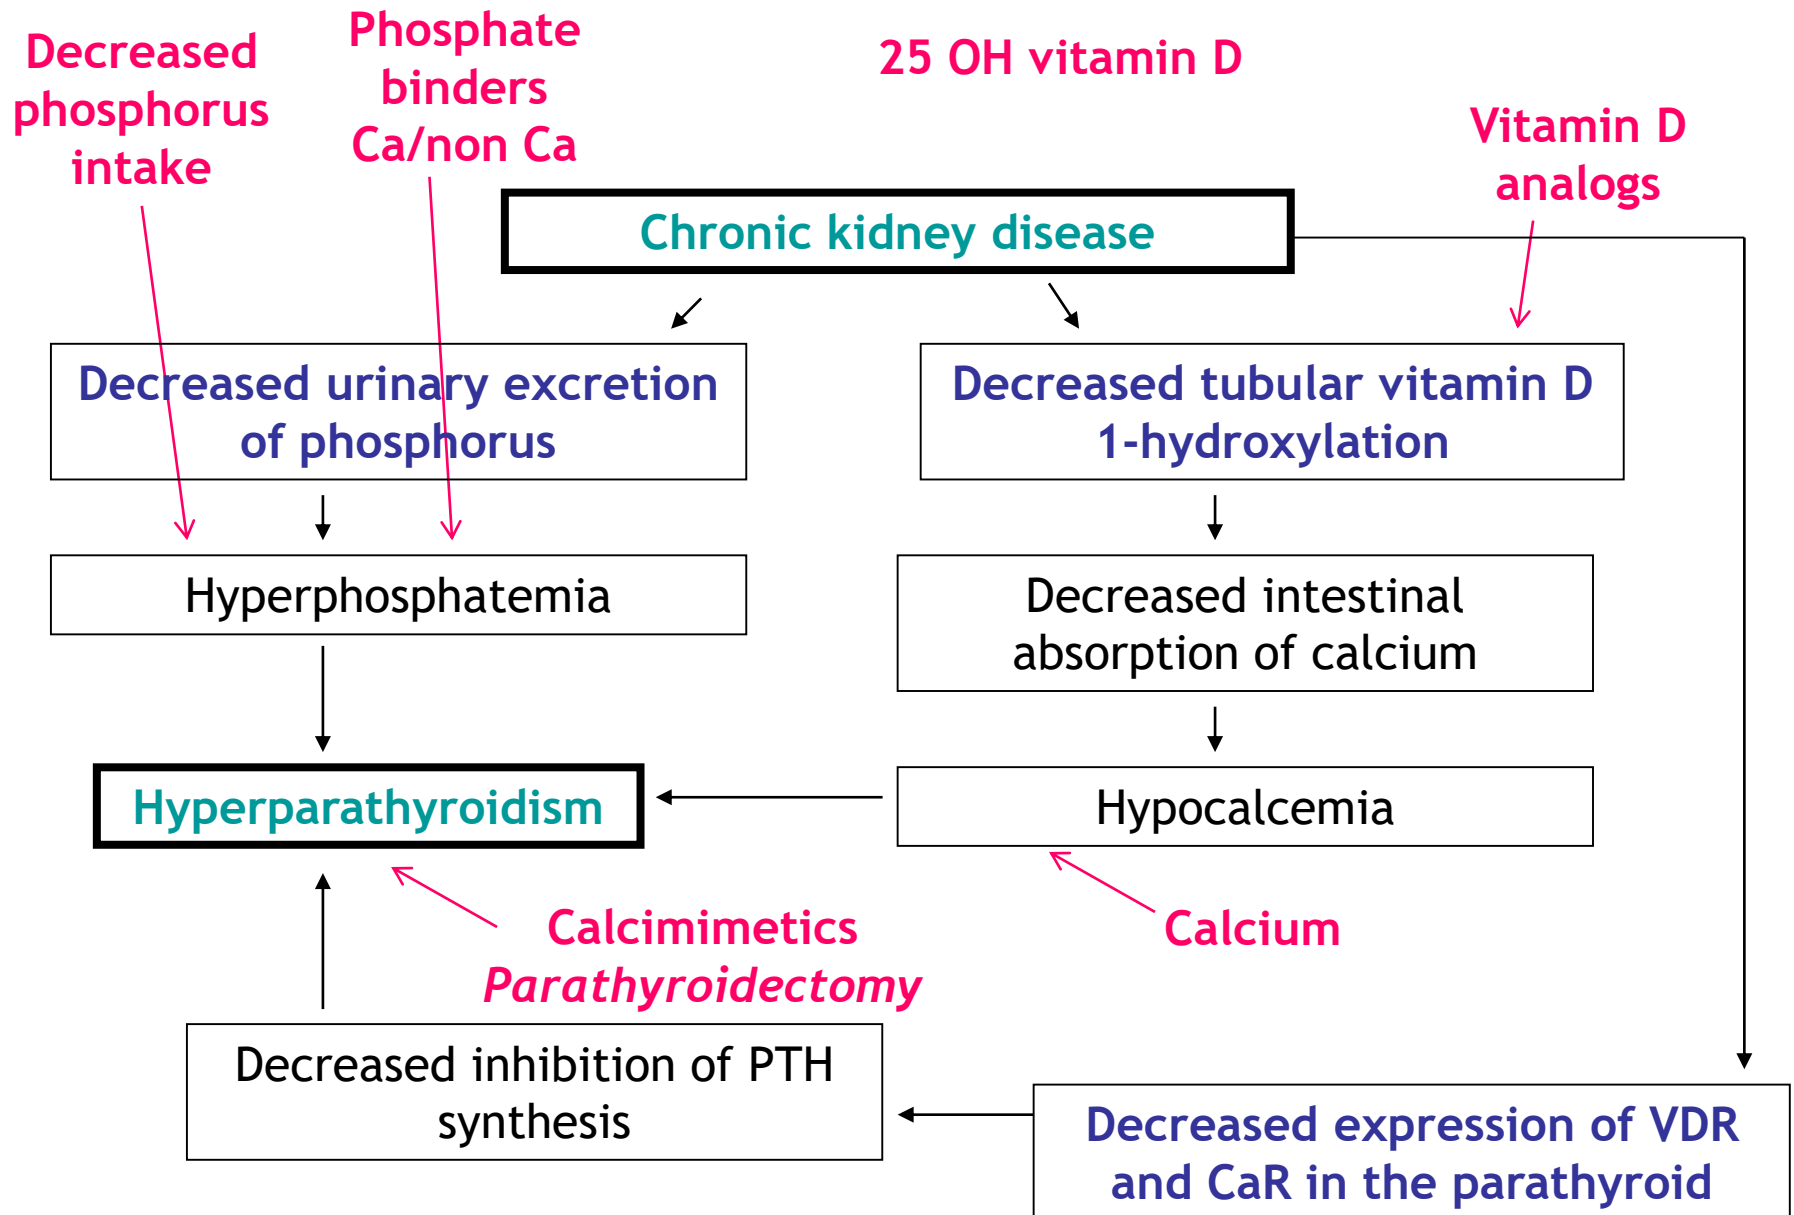 Decreased
phosphorus
intake
Phosphate
binders
Ca/non Ca
25 OH vitamin D
Vitamin D
analogs
Chronic kidney disease
Decreased urinary excretion
of phosphorus
Decreased tubular vitamin D
1-hydroxylation
Hyperphosphatemia
Decreased intestinal
absorption of calcium
Hyperparathyroidism
Hypocalcemia
Calcimimetics
Parathyroidectomy
Calcium
Decreased inhibition of PTH
synthesis
Decreased expression of VDR
and CaR in the parathyroid